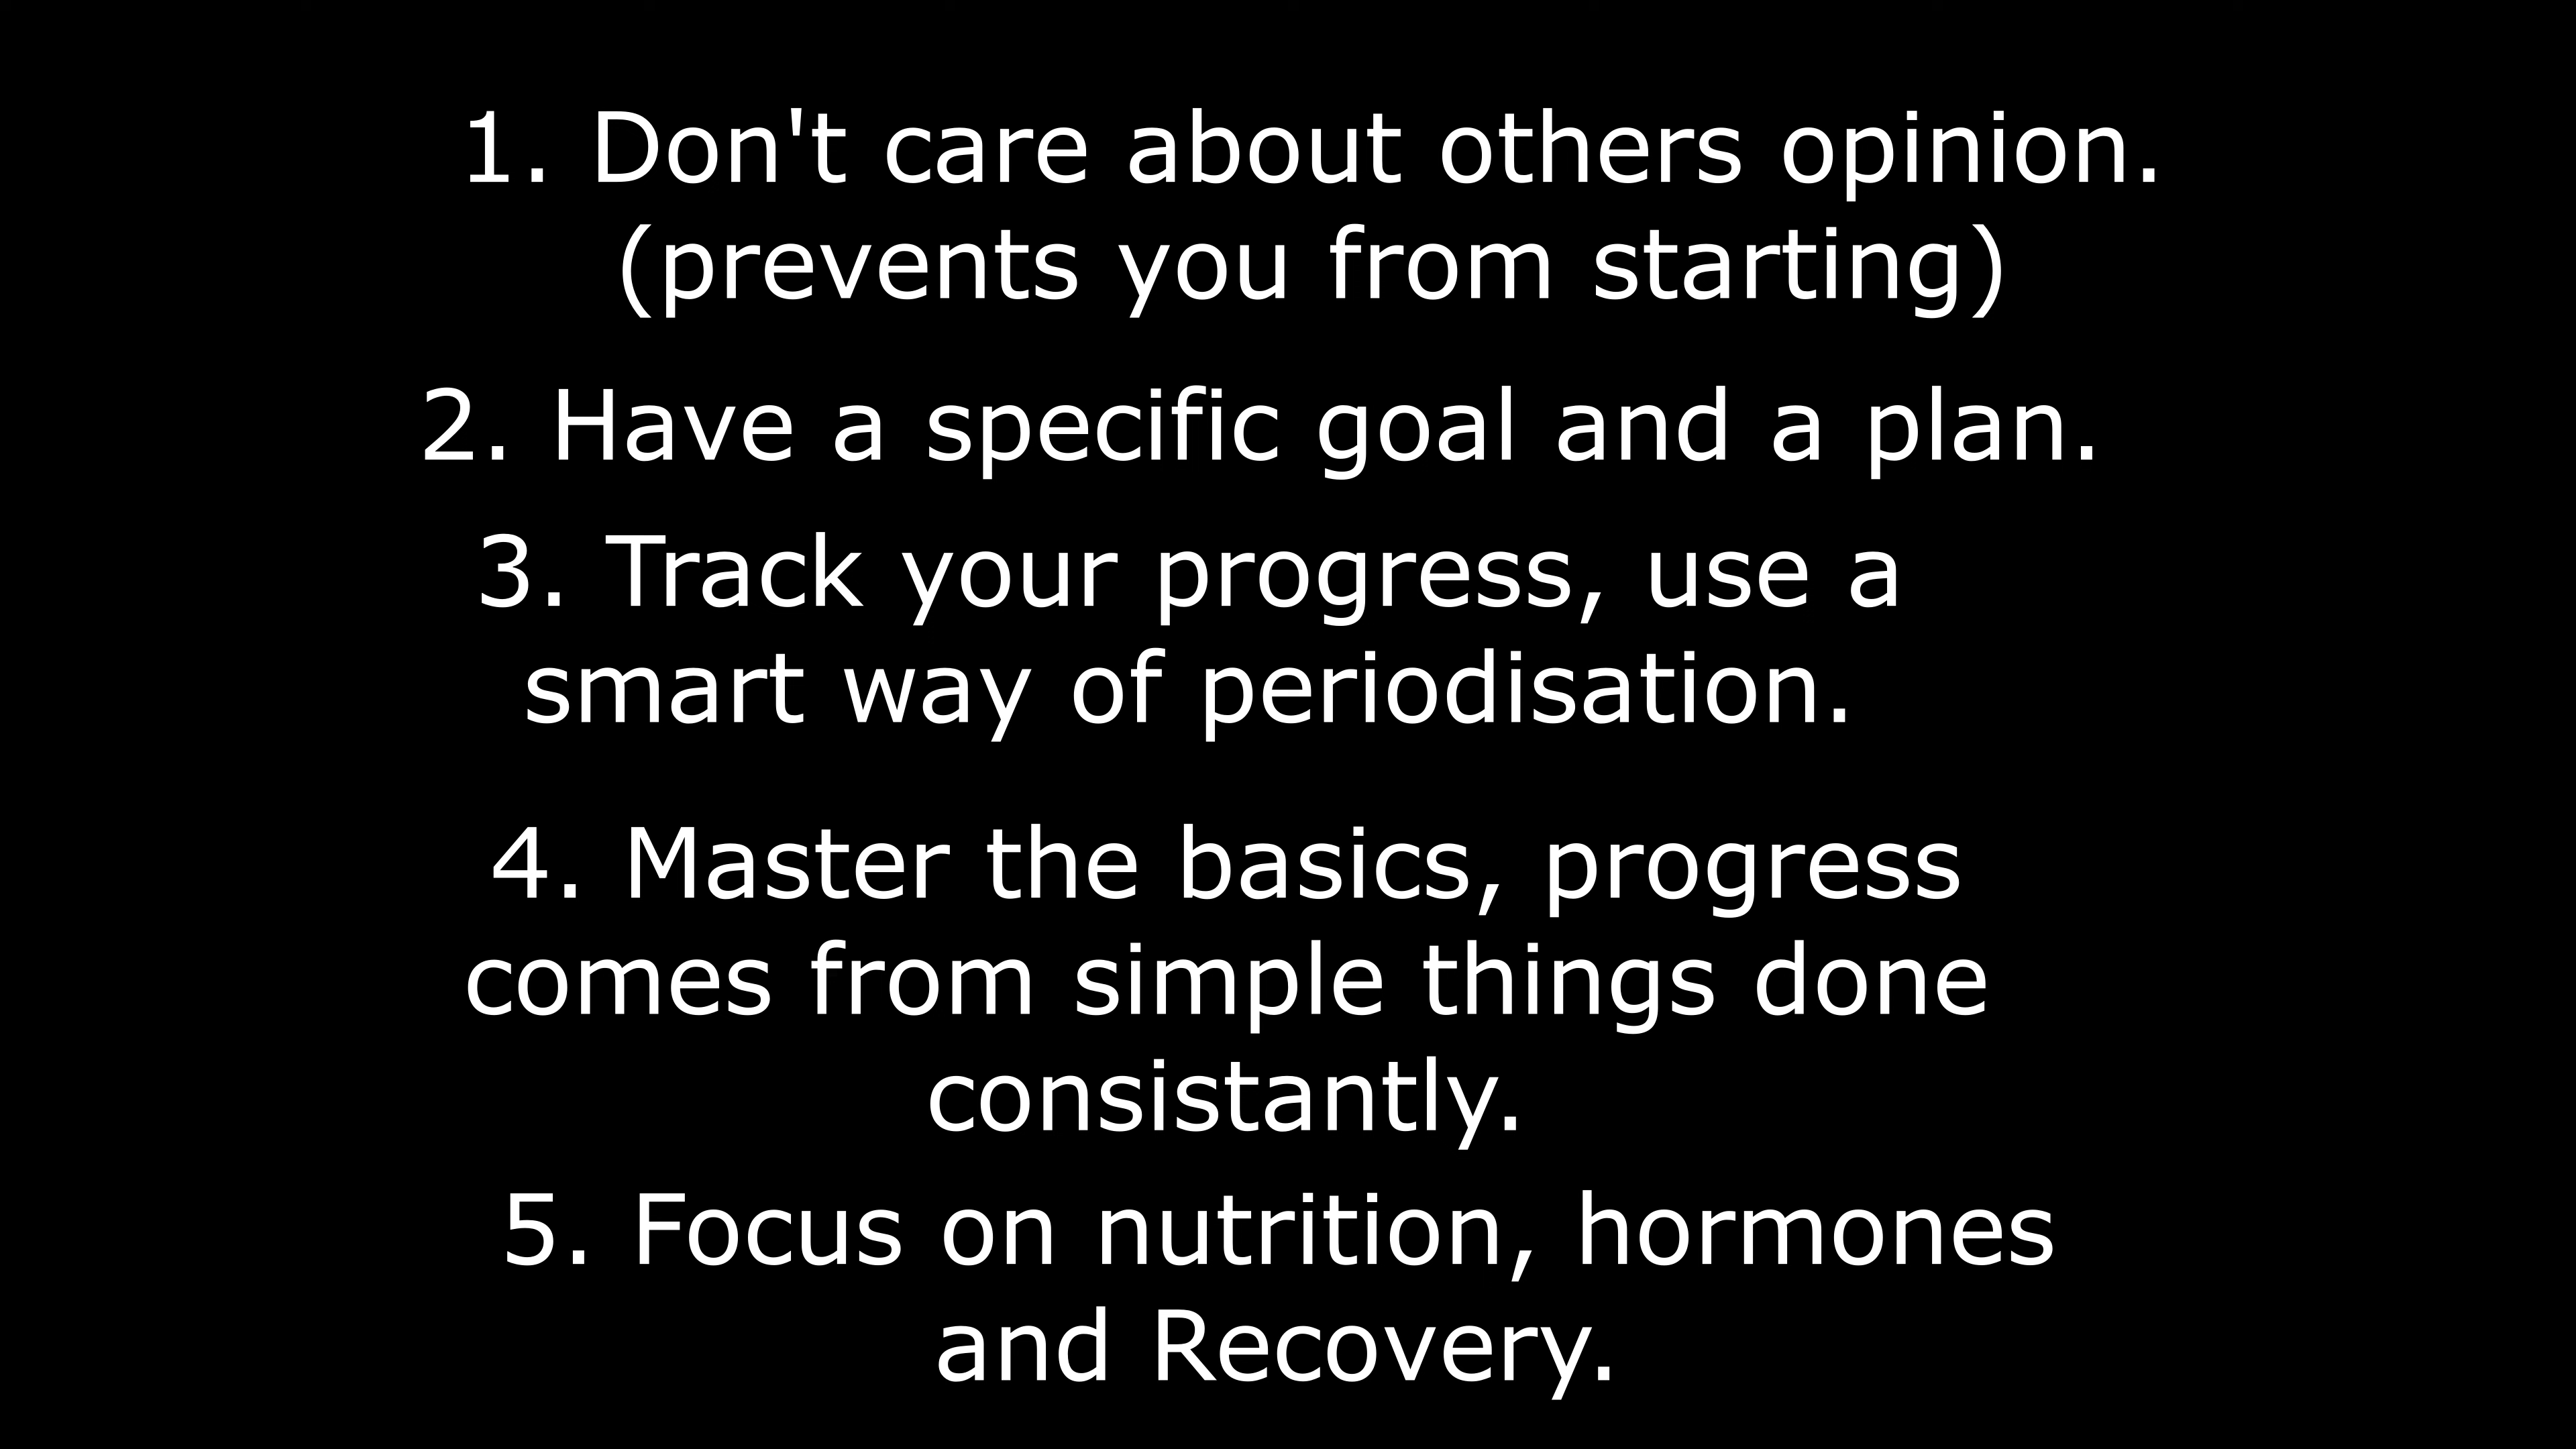 1. Don't care about others opinion.
(prevents you from starting)
2. Have a specific goal and a plan.
3. Track your progress, use a
smart way of periodisation.
4. Master the basics, progress
comes from simple things done
consistantly.
5. Focus on nutrition, hormones
and Recovery.